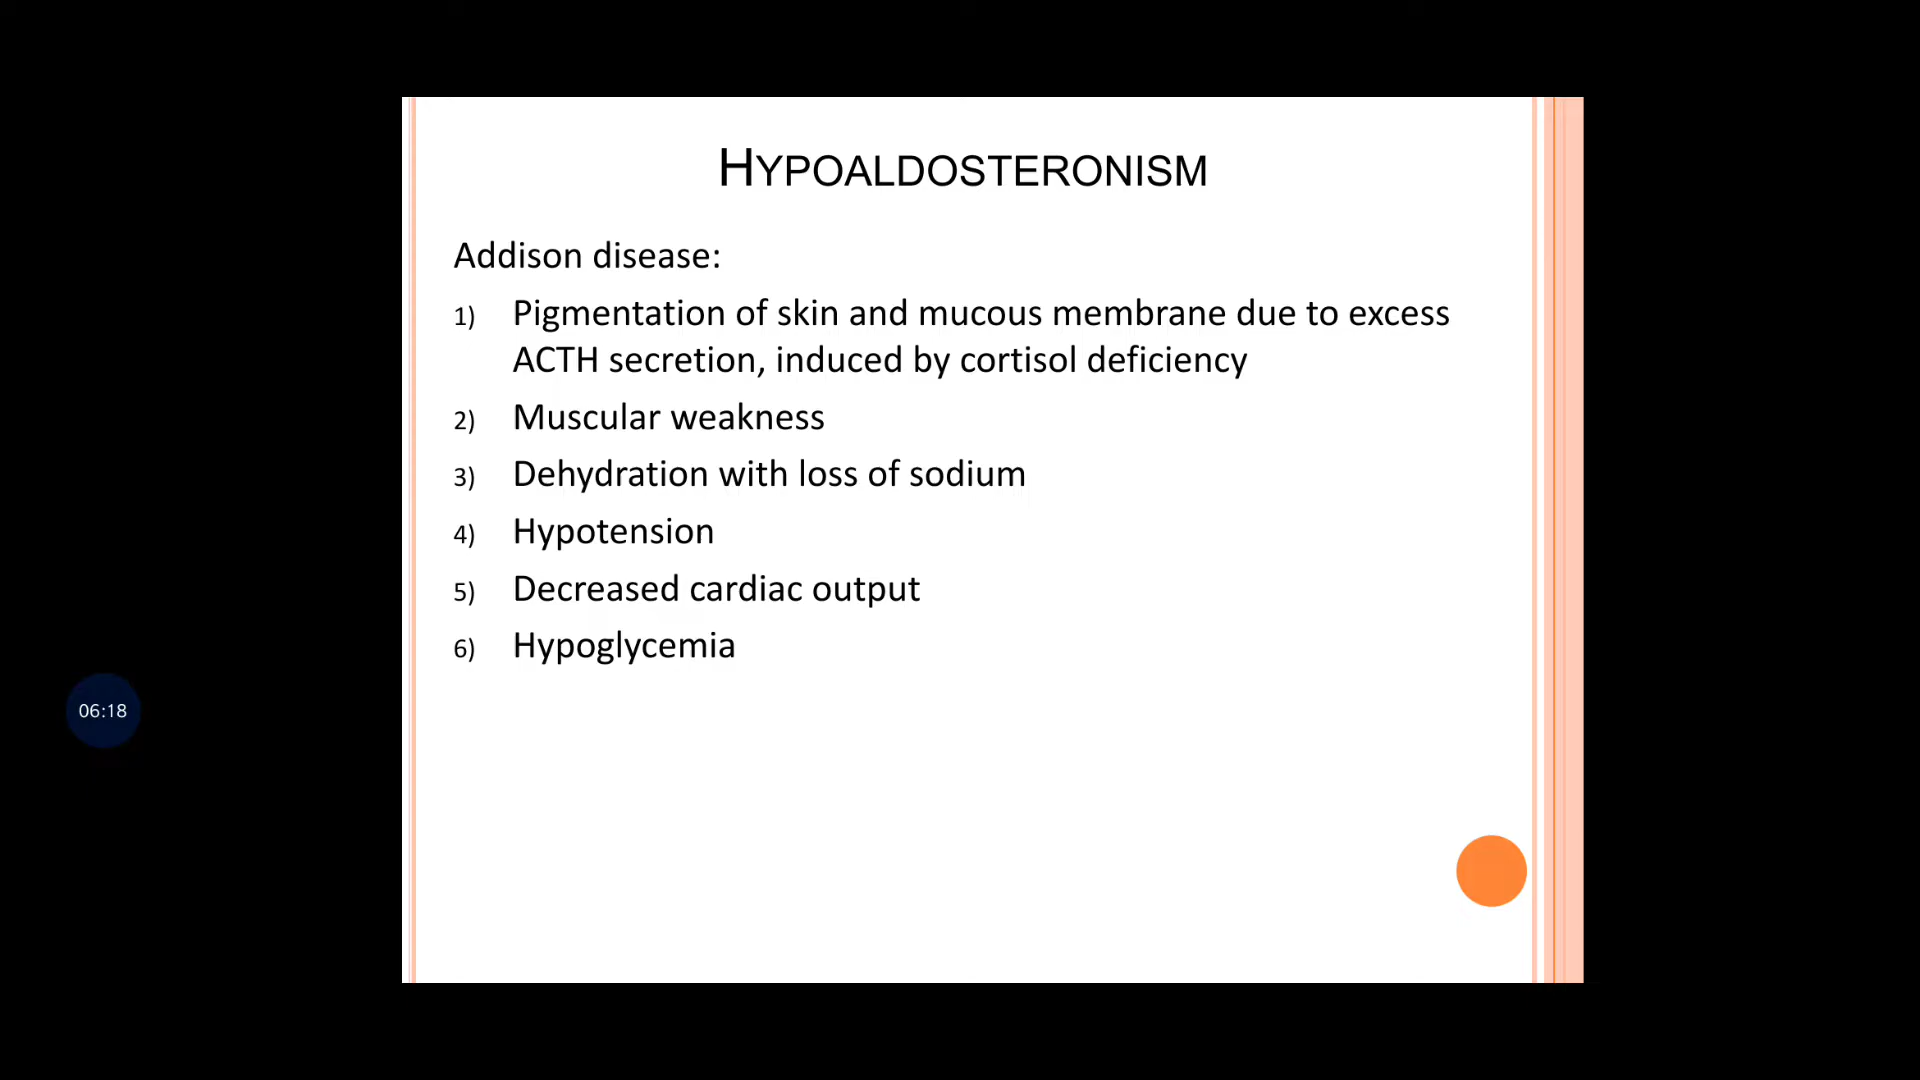 HYPOALDOSTERONISM
Addison disease:
1) Pigmentation of skin and mucous membrane due to excess
ACTH secretion, induced by cortisol deficiency
2) Muscular weakness
3) Dehydration with loss of sodium
4) Hypotension
5) Decreased cardiac output
6) Hypoglycemia
06:18